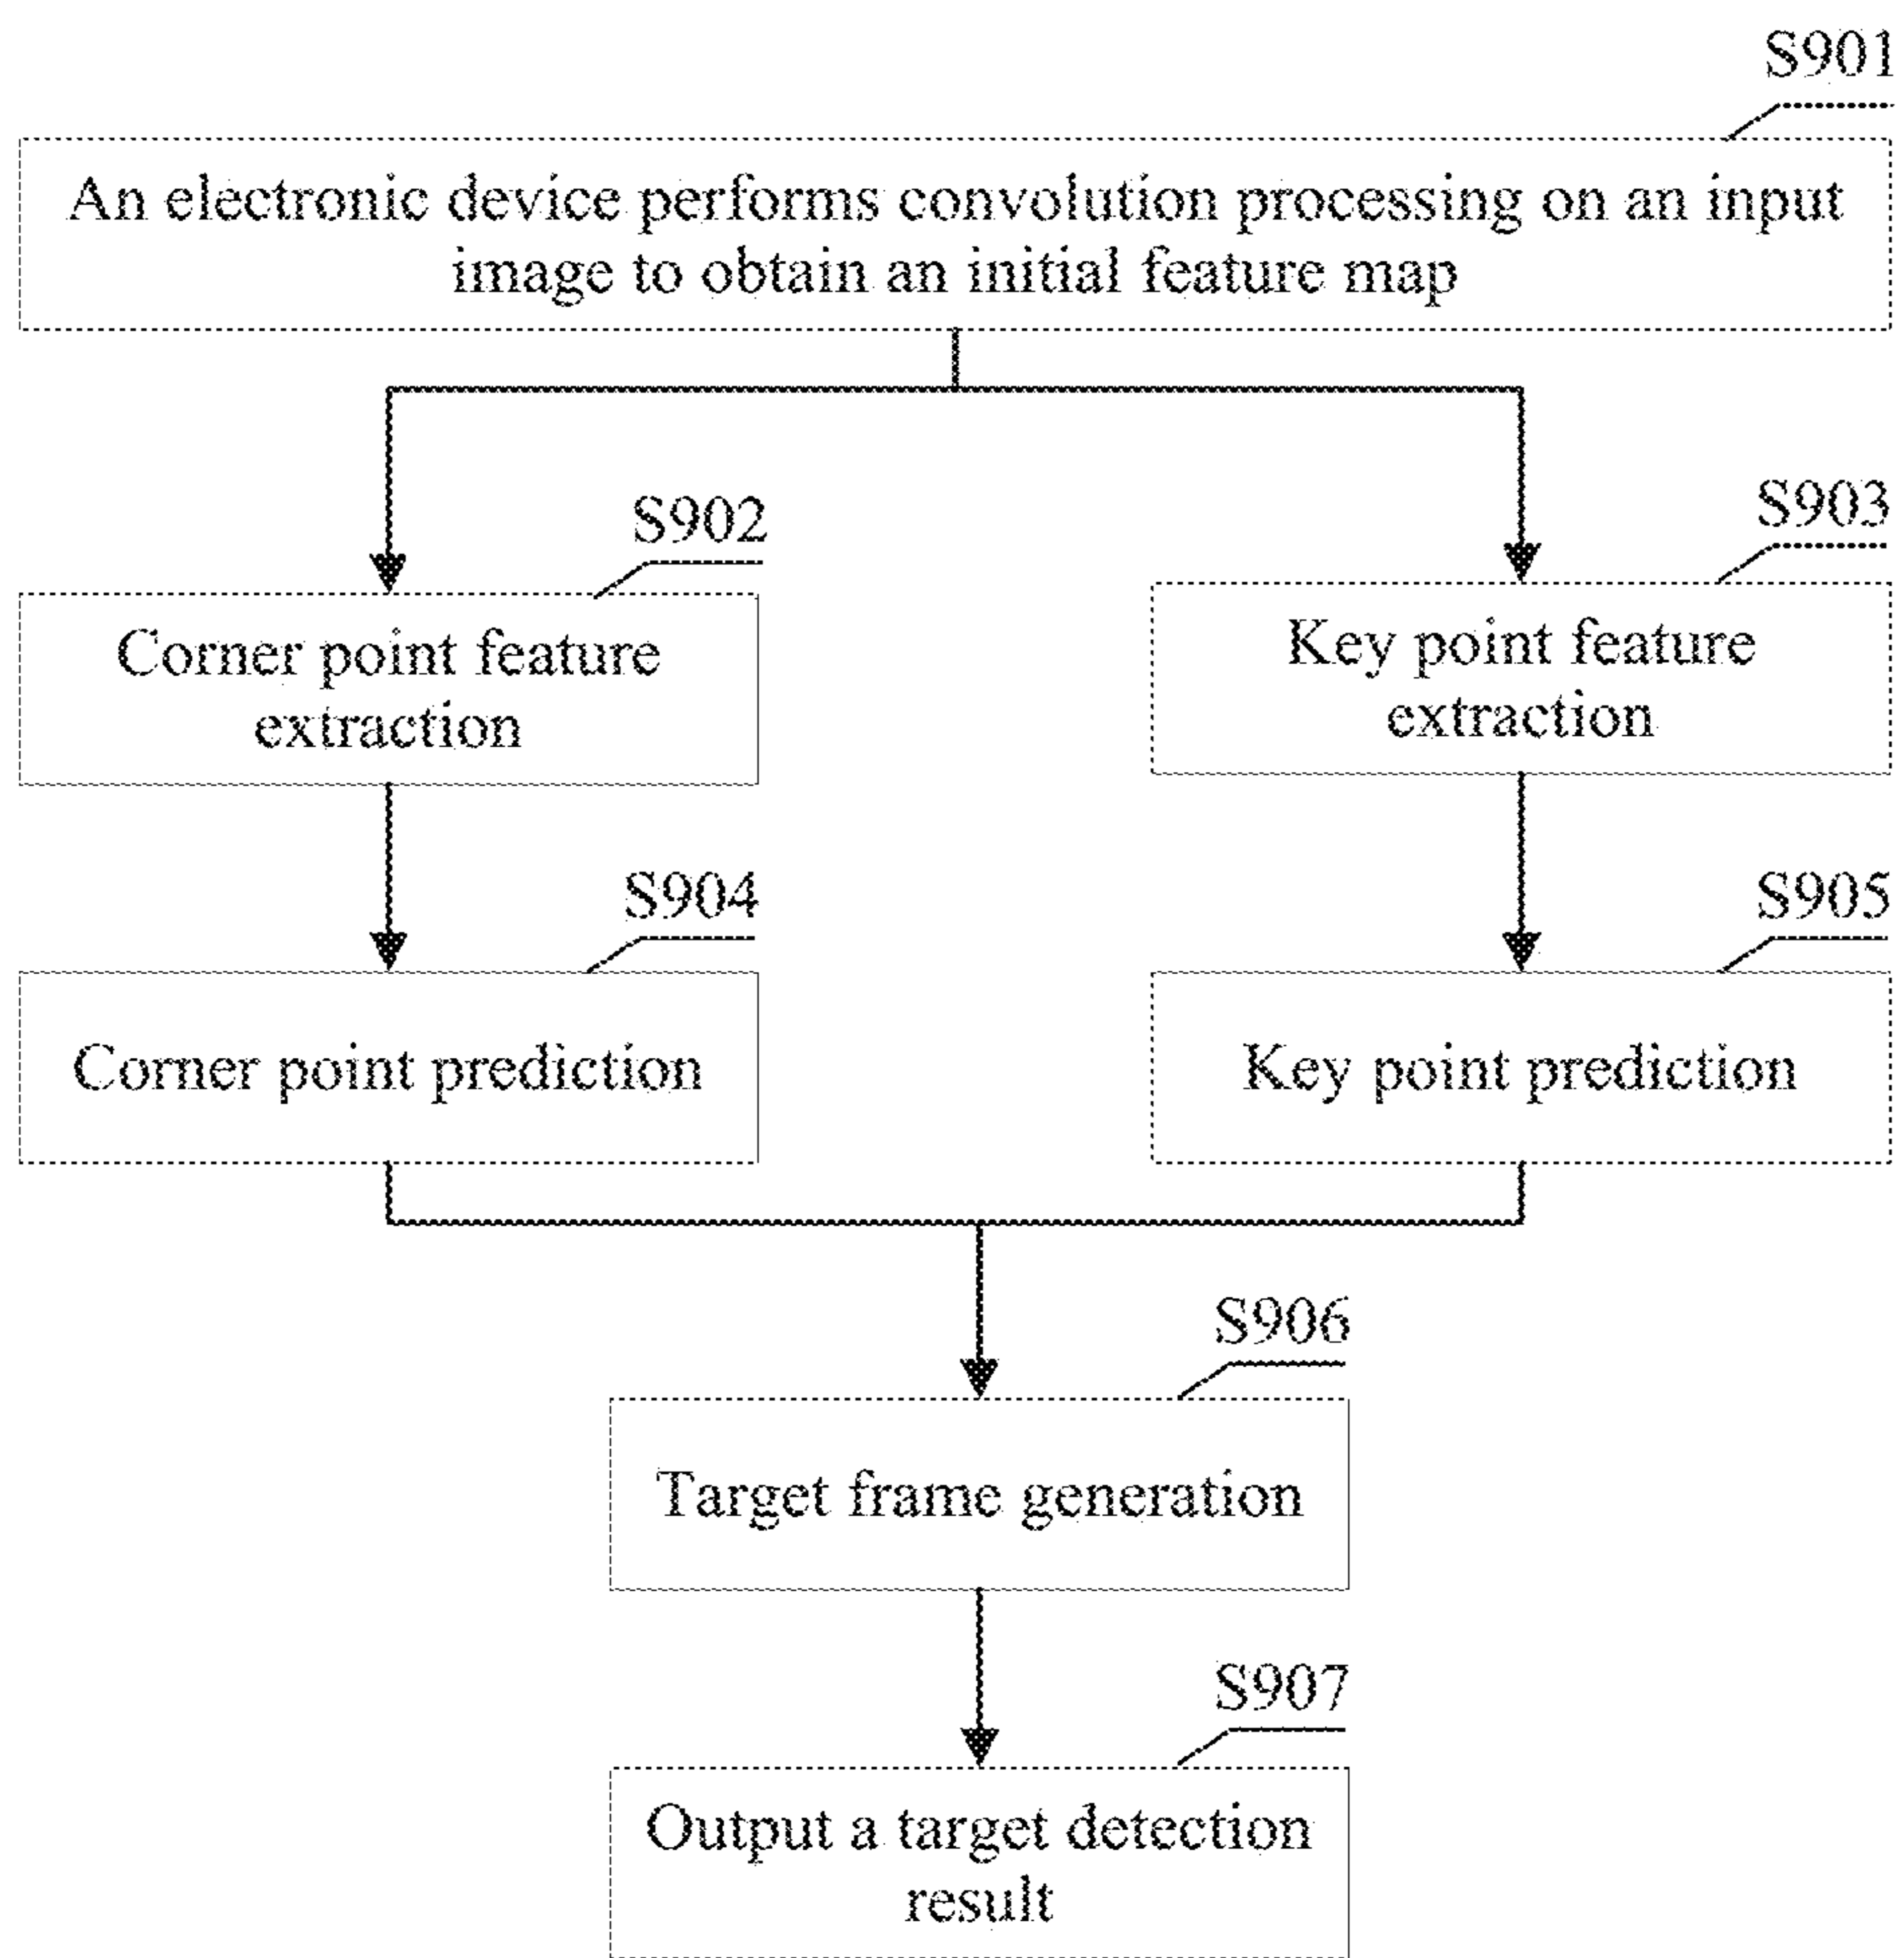 S901
An electronic device performs convolution processing on an input
image to obtain an initial feature map
S902
Corner point feature
extraction
S903
Key point feature
extraction
S904
Corner point prediction
S905
Key point prediction
S906
Target frame generation
S907
Output a target detection
result